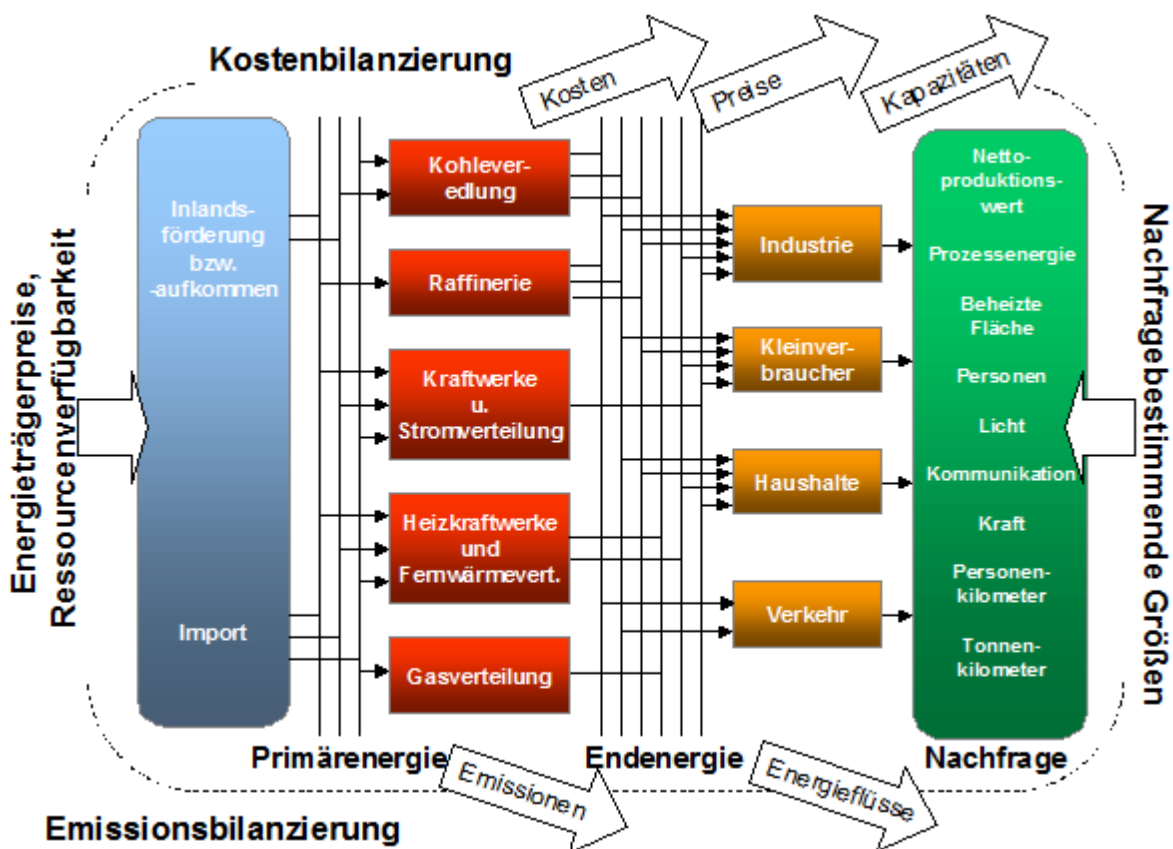 Kostenbilanzierung
Kosten
Preise
Kapazitäten
Energieträgerpreise,
Ressourcenverfügbarkeit
Inlands-
förderung
bzw.
-aufkommen
Import
Kohlever-
edlung
Raffinerie
Kraftwerke
u.
Stromverteilung
Heizkraftwerke
und
Fernwärmevert.
Gasverteilung
Industrie
Kleinver-
braucher
Haushalte
Verkehr
Netto-
produktions-
wert
Prozessenergie
Beheizte
Fläche
Personen
Licht
Kommunikation
Kraft
Personen-
kilometer
Tonnen-
kilometer
Nachfragebestimmende Größen
Primärenergie
Endenergie
Nachfrage
Emissionen
Energieflüsse
Emissionsbilanzierung